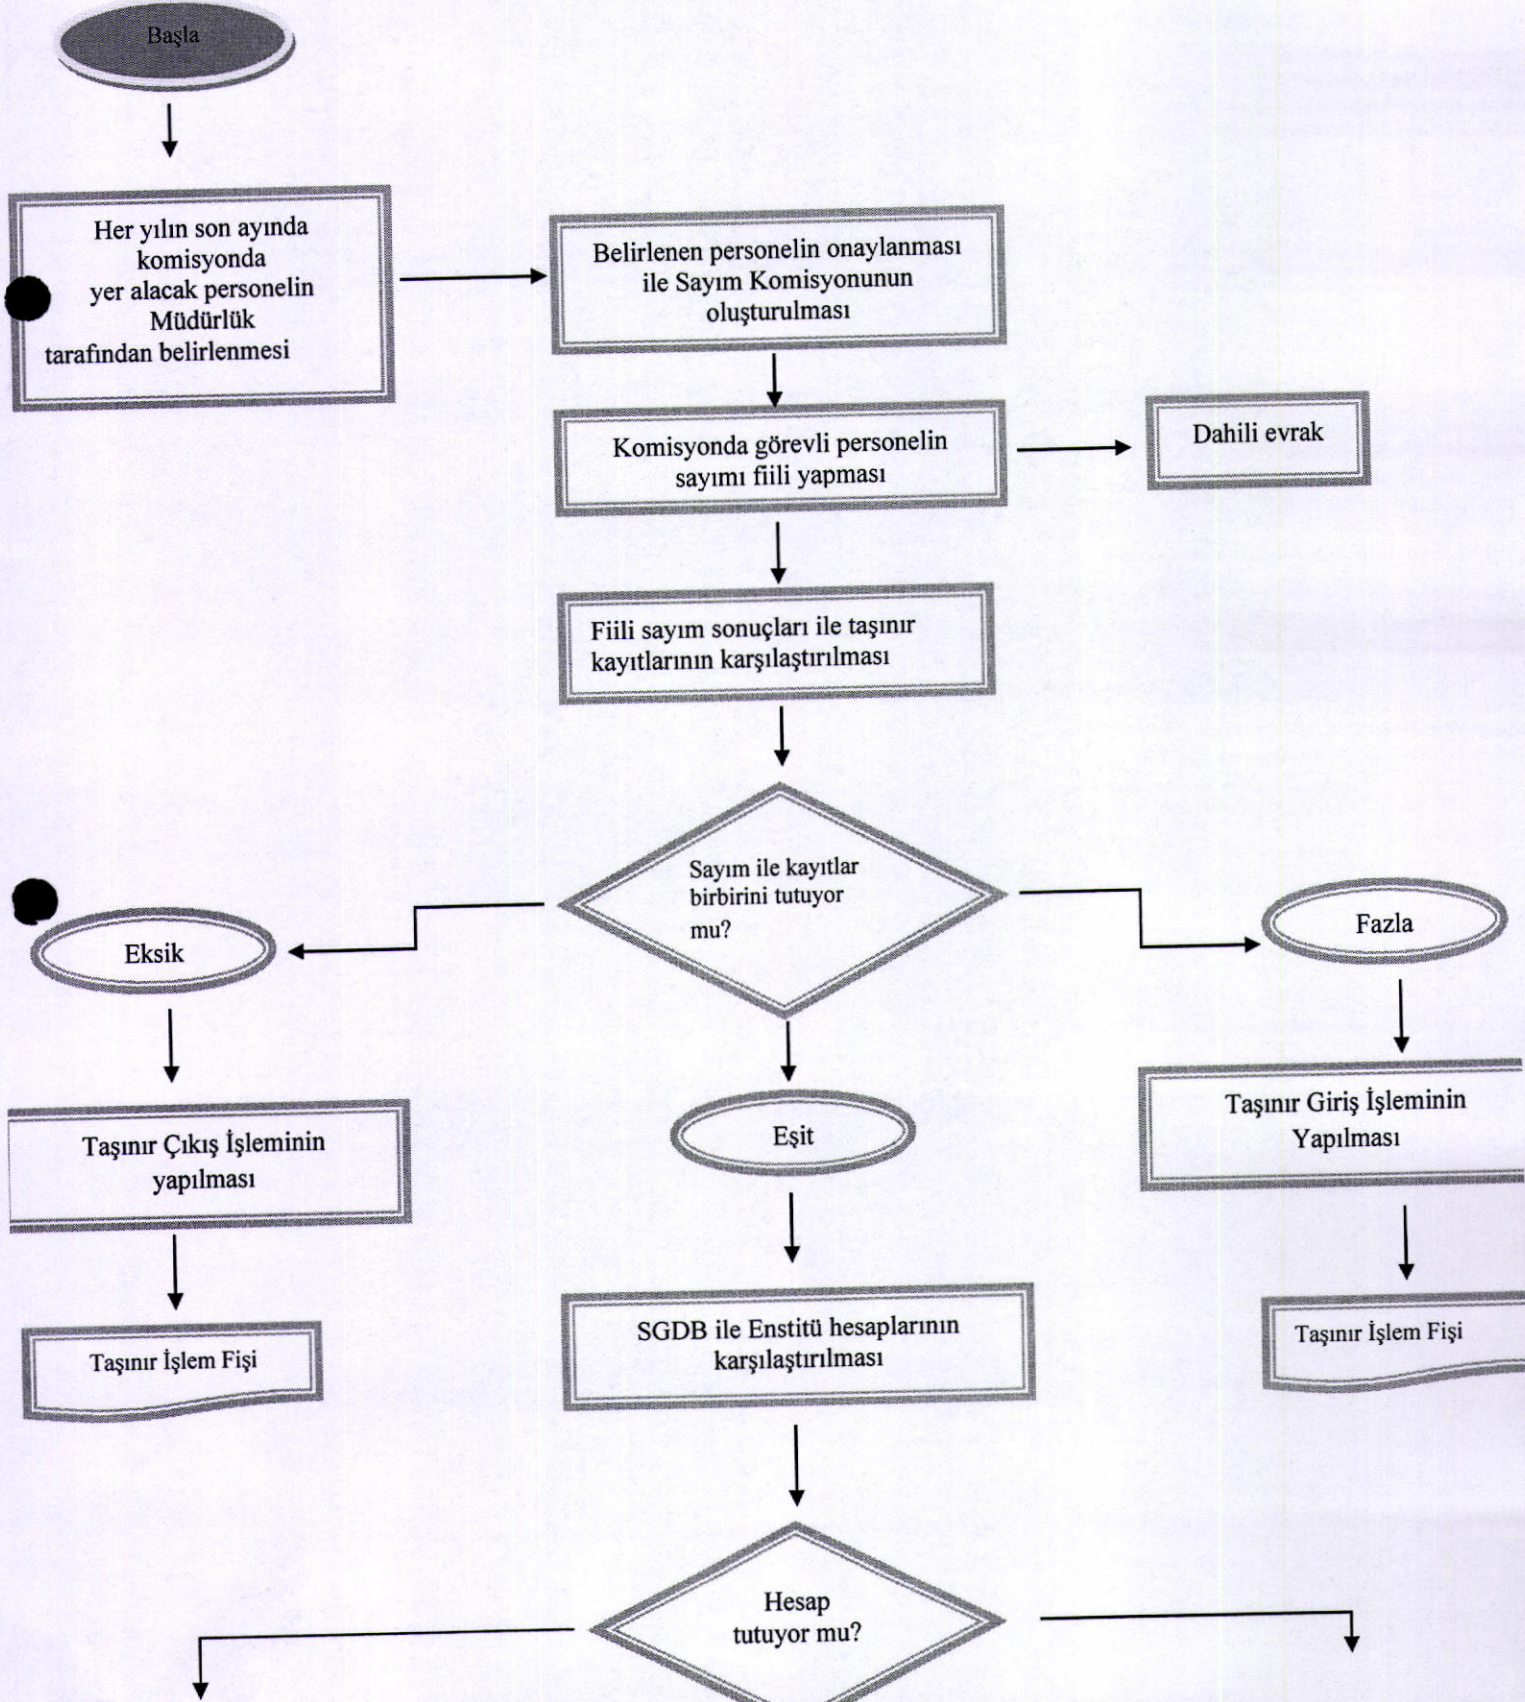 Başla
Her yılın son ayında
komisyonda
yer alacak personelin
Müdürlük
tarafından belirlenmesi
Belirlenen personelin onaylanması
ile Sayım Komisyonunun
oluşturulması
Komisyonda görevli personelin
sayımı fiili yapması
Dahili evrak
Fiili sayım sonuçları ile taşınır
kayıtlarının karşılaştırılması
Sayım ile kayıtlar
birbirini tutuyor
mu?
Eksik
Fazla
Taşınır Çıkış İşleminin
yapılması
Eşit
Taşınır Giriş İşleminin
Yapılması
Taşınır İşlem Fişi
SGDB ile Enstitü hesaplarının
karşılaştırılması
Taşınır İşlem Fişi
Hesap
tutuyor mu?